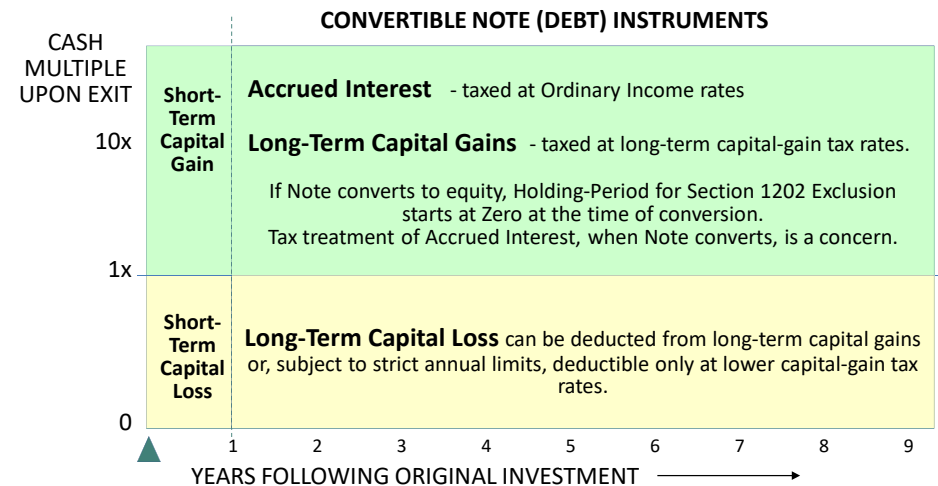 CONVERTIBLE NOTE (DEBT) INSTRUMENTS
CASH
MULTIPLE
UPON EXIT
10x
1x
0
Short-
Term
Capital
Gain
Accrued Interest - taxed at Ordinary Income rates
Long-Term Capital Gains - taxed at long-term capital-gain tax rates.
If Note converts to equity, Holding-Period for Section 1202 Exclusion
starts at Zero at the time of conversion.
Tax treatment of Accrued Interest, when Note converts, is a concern.
Short-
Term
Capital
Loss
Long-Term Capital Loss can be deducted from long-term capital gains
or, subject to strict annual limits, deductible only at lower capital-gain tax
rates.
1 2 3 4 5 6 7 8 9
YEARS FOLLOWING ORIGINAL INVESTMENT